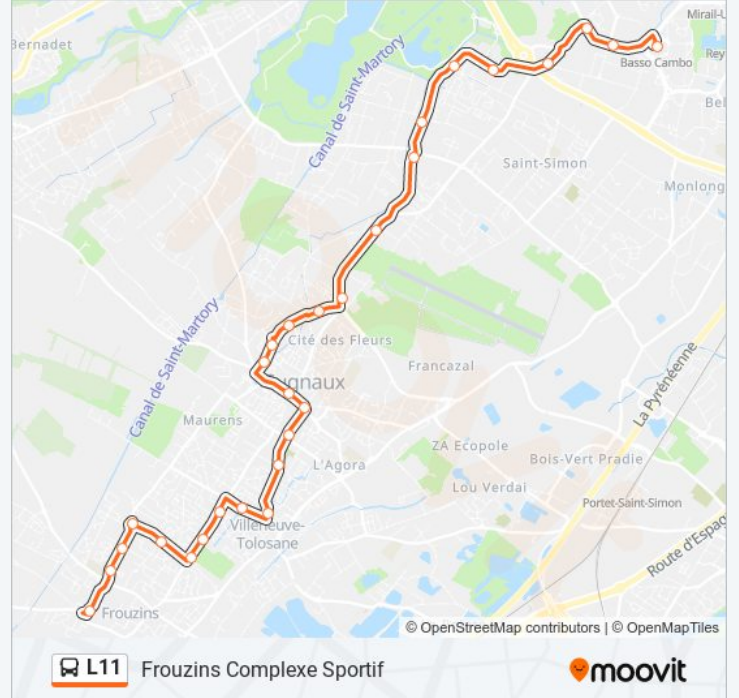 Mirail-U
Bernadet
Rey
Basso Cambo
Canal de Saint-Martory
Bel
Saint-Simon
Monlong
Canal de Saint-Martory
Cité des Fleurs
Francazal
La Pyrénéenne
ugnaux
Maurens
ZA Ecopole
L'Agora
Bois-Vert Pradie
Lou Verdai
Portet-Saint-Simon
Villeneuve-
Tolosane
Route d'Espag
Frouzins
© OpenStreetMap contributors | © OpenMapTiles
L11 Frouzins Complexe Sportif
moovit